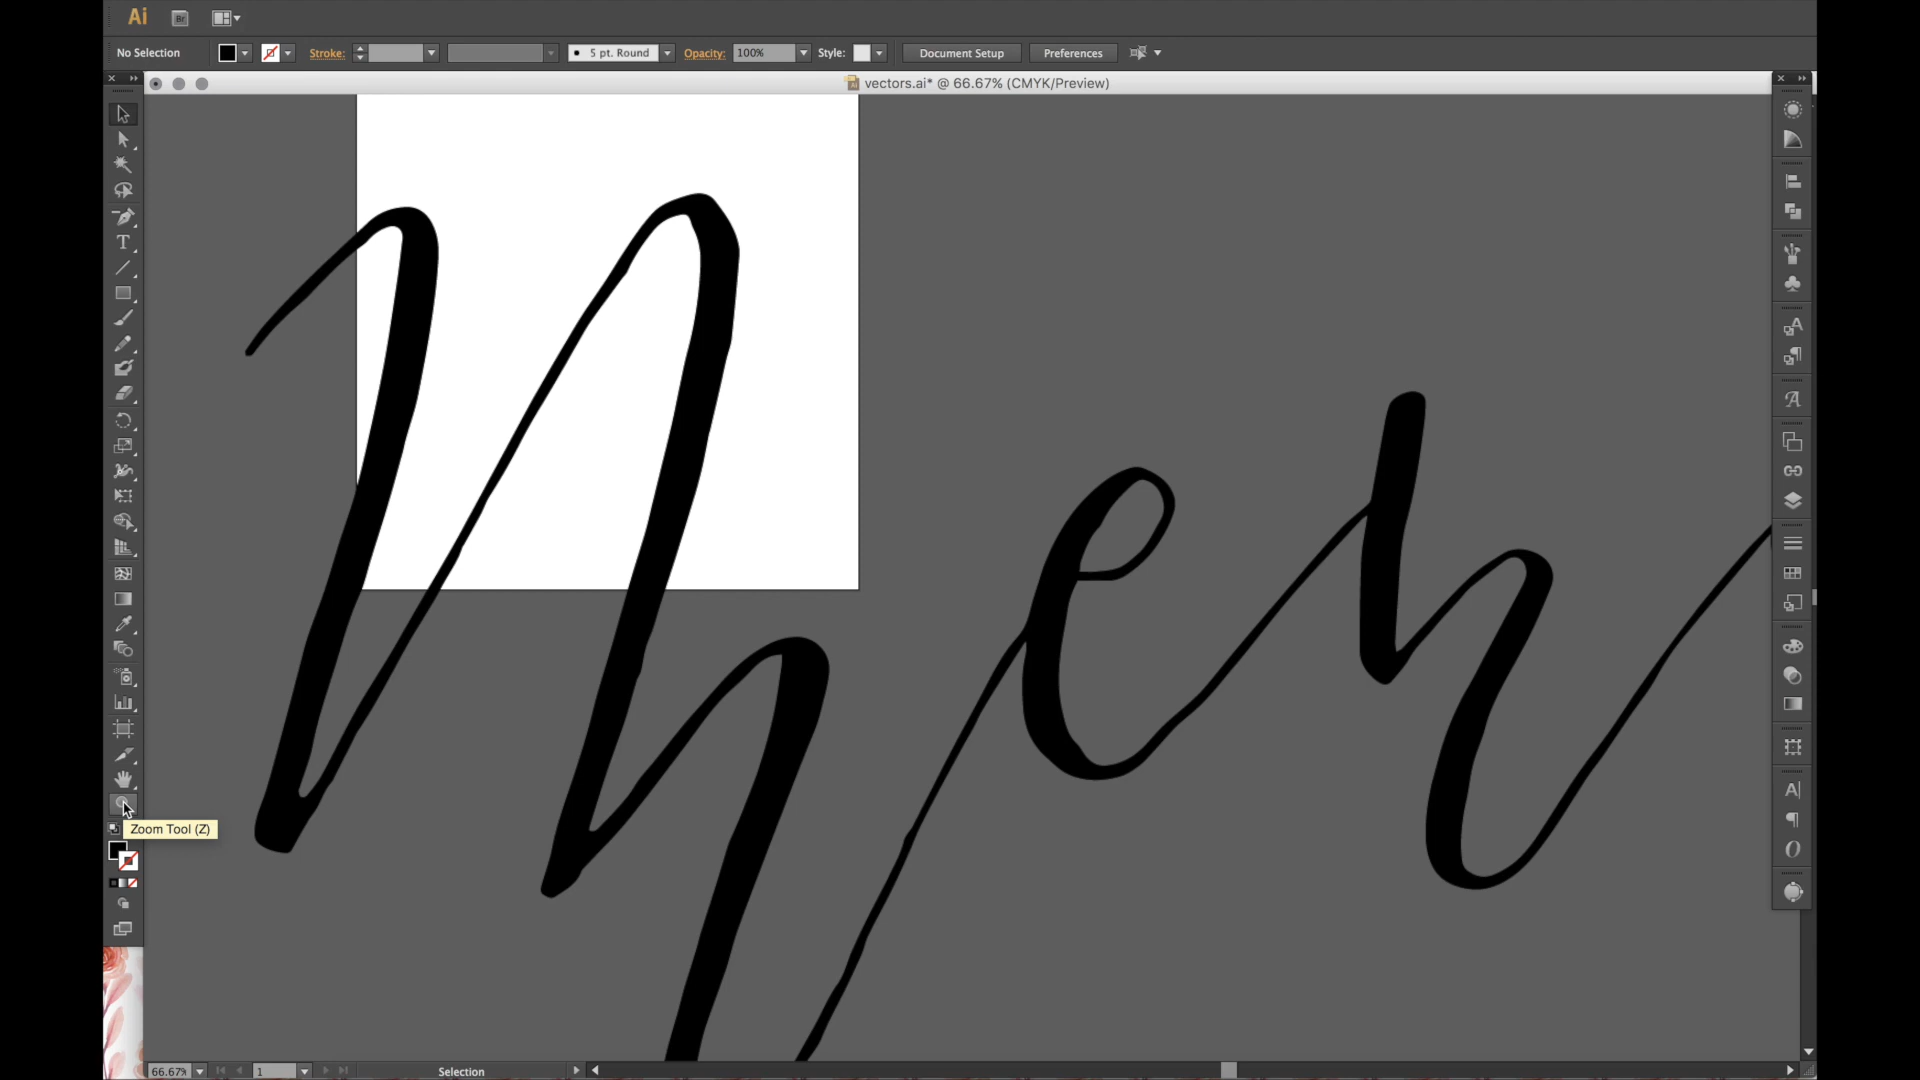 Ai Br
No Selection Stroke: 5 pt. Round Opacity: 100% Style: Document Setup Preferences
vectors.ai* @ 66.67% (CMYK/Preview)
Zoom Tool (Z)
66.67% 1 Selection